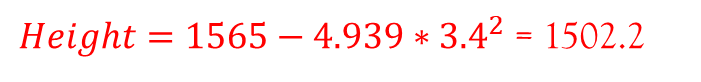 Height = 1565 − 4.939 * 3.4² = 1502.2